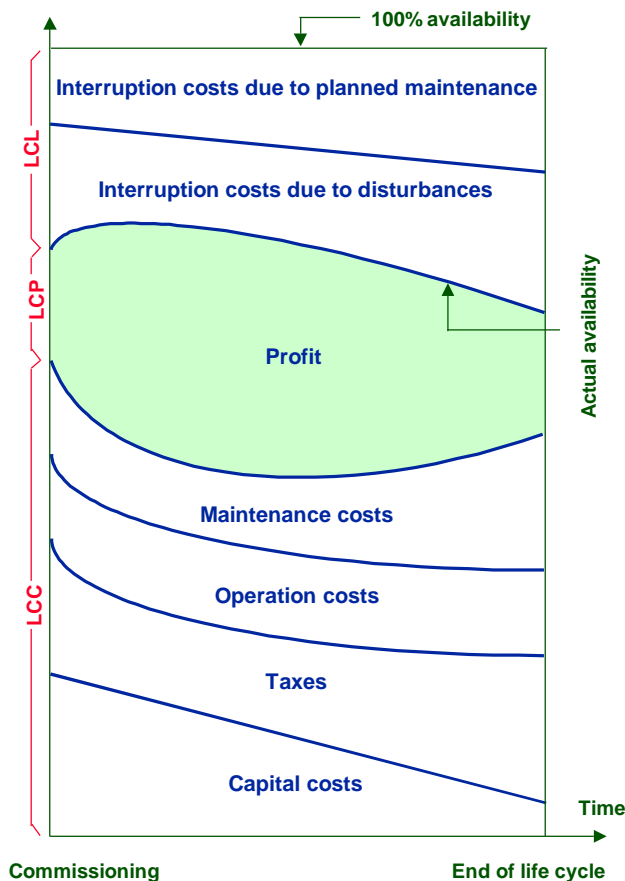 100% availability
Interruption costs due to planned maintenance
LCL
Interruption costs due to disturbances
LCP
Profit
Actual availability
Maintenance costs
LCC
Operation costs
Taxes
Capital costs
Time
Commissioning
End of life cycle